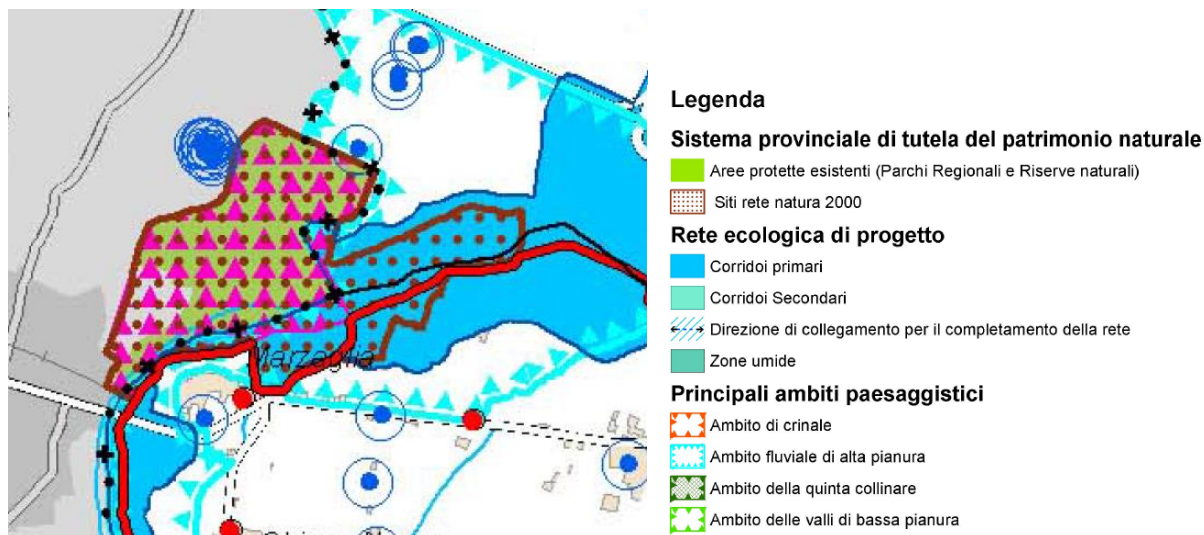 Marzaglia
Legenda
Sistema provinciale di tutela del patrimonio naturale
Aree protette esistenti (Parchi Regionali e Riserve naturali)
Siti rete natura 2000
Rete ecologica di progetto
Corridoi primari
Corridoi Secondari
Direzione di collegamento per il completamento della rete
Zone umide
Principali ambiti paesaggistici
Ambito di crinale
Ambito fluviale di alta pianura
Ambito della quinta collinare
Ambito delle valli di bassa pianura